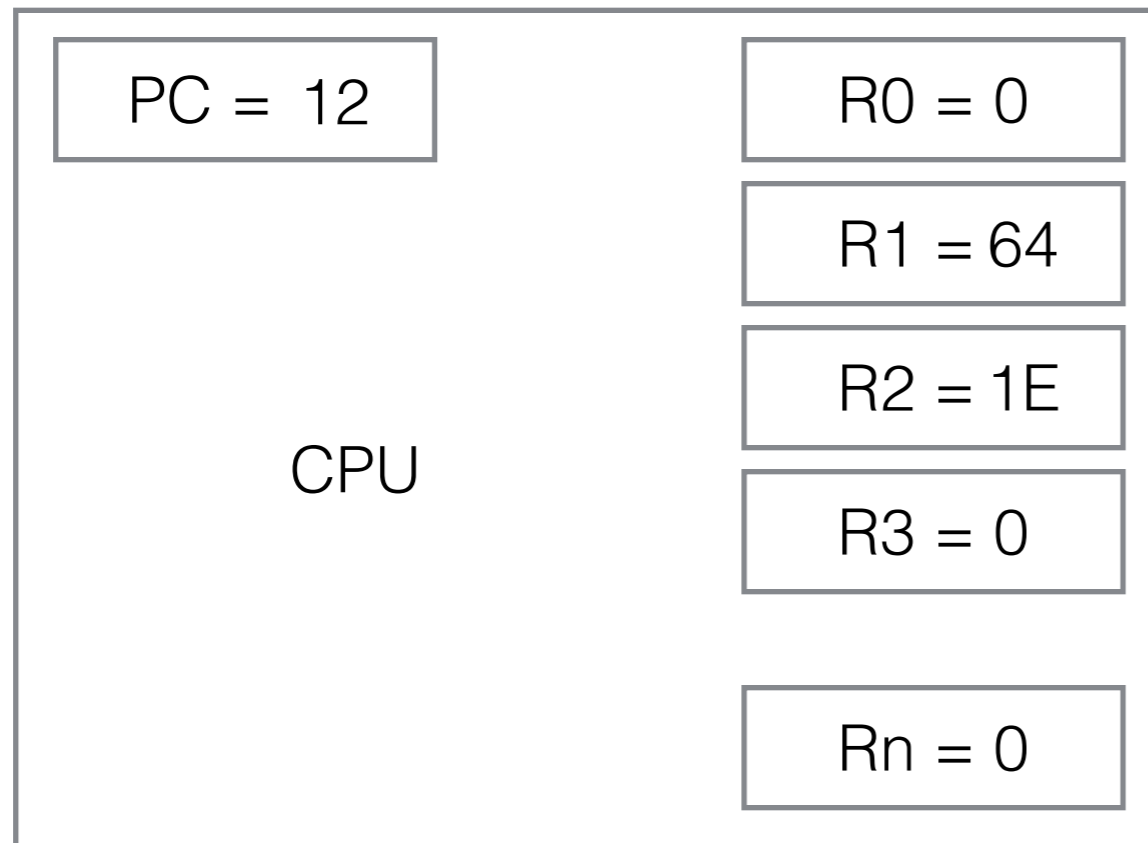 PC = 12
R0 = 0
R1 = 64
R2 = 1E
CPU
R3 = 0
Rn = 0